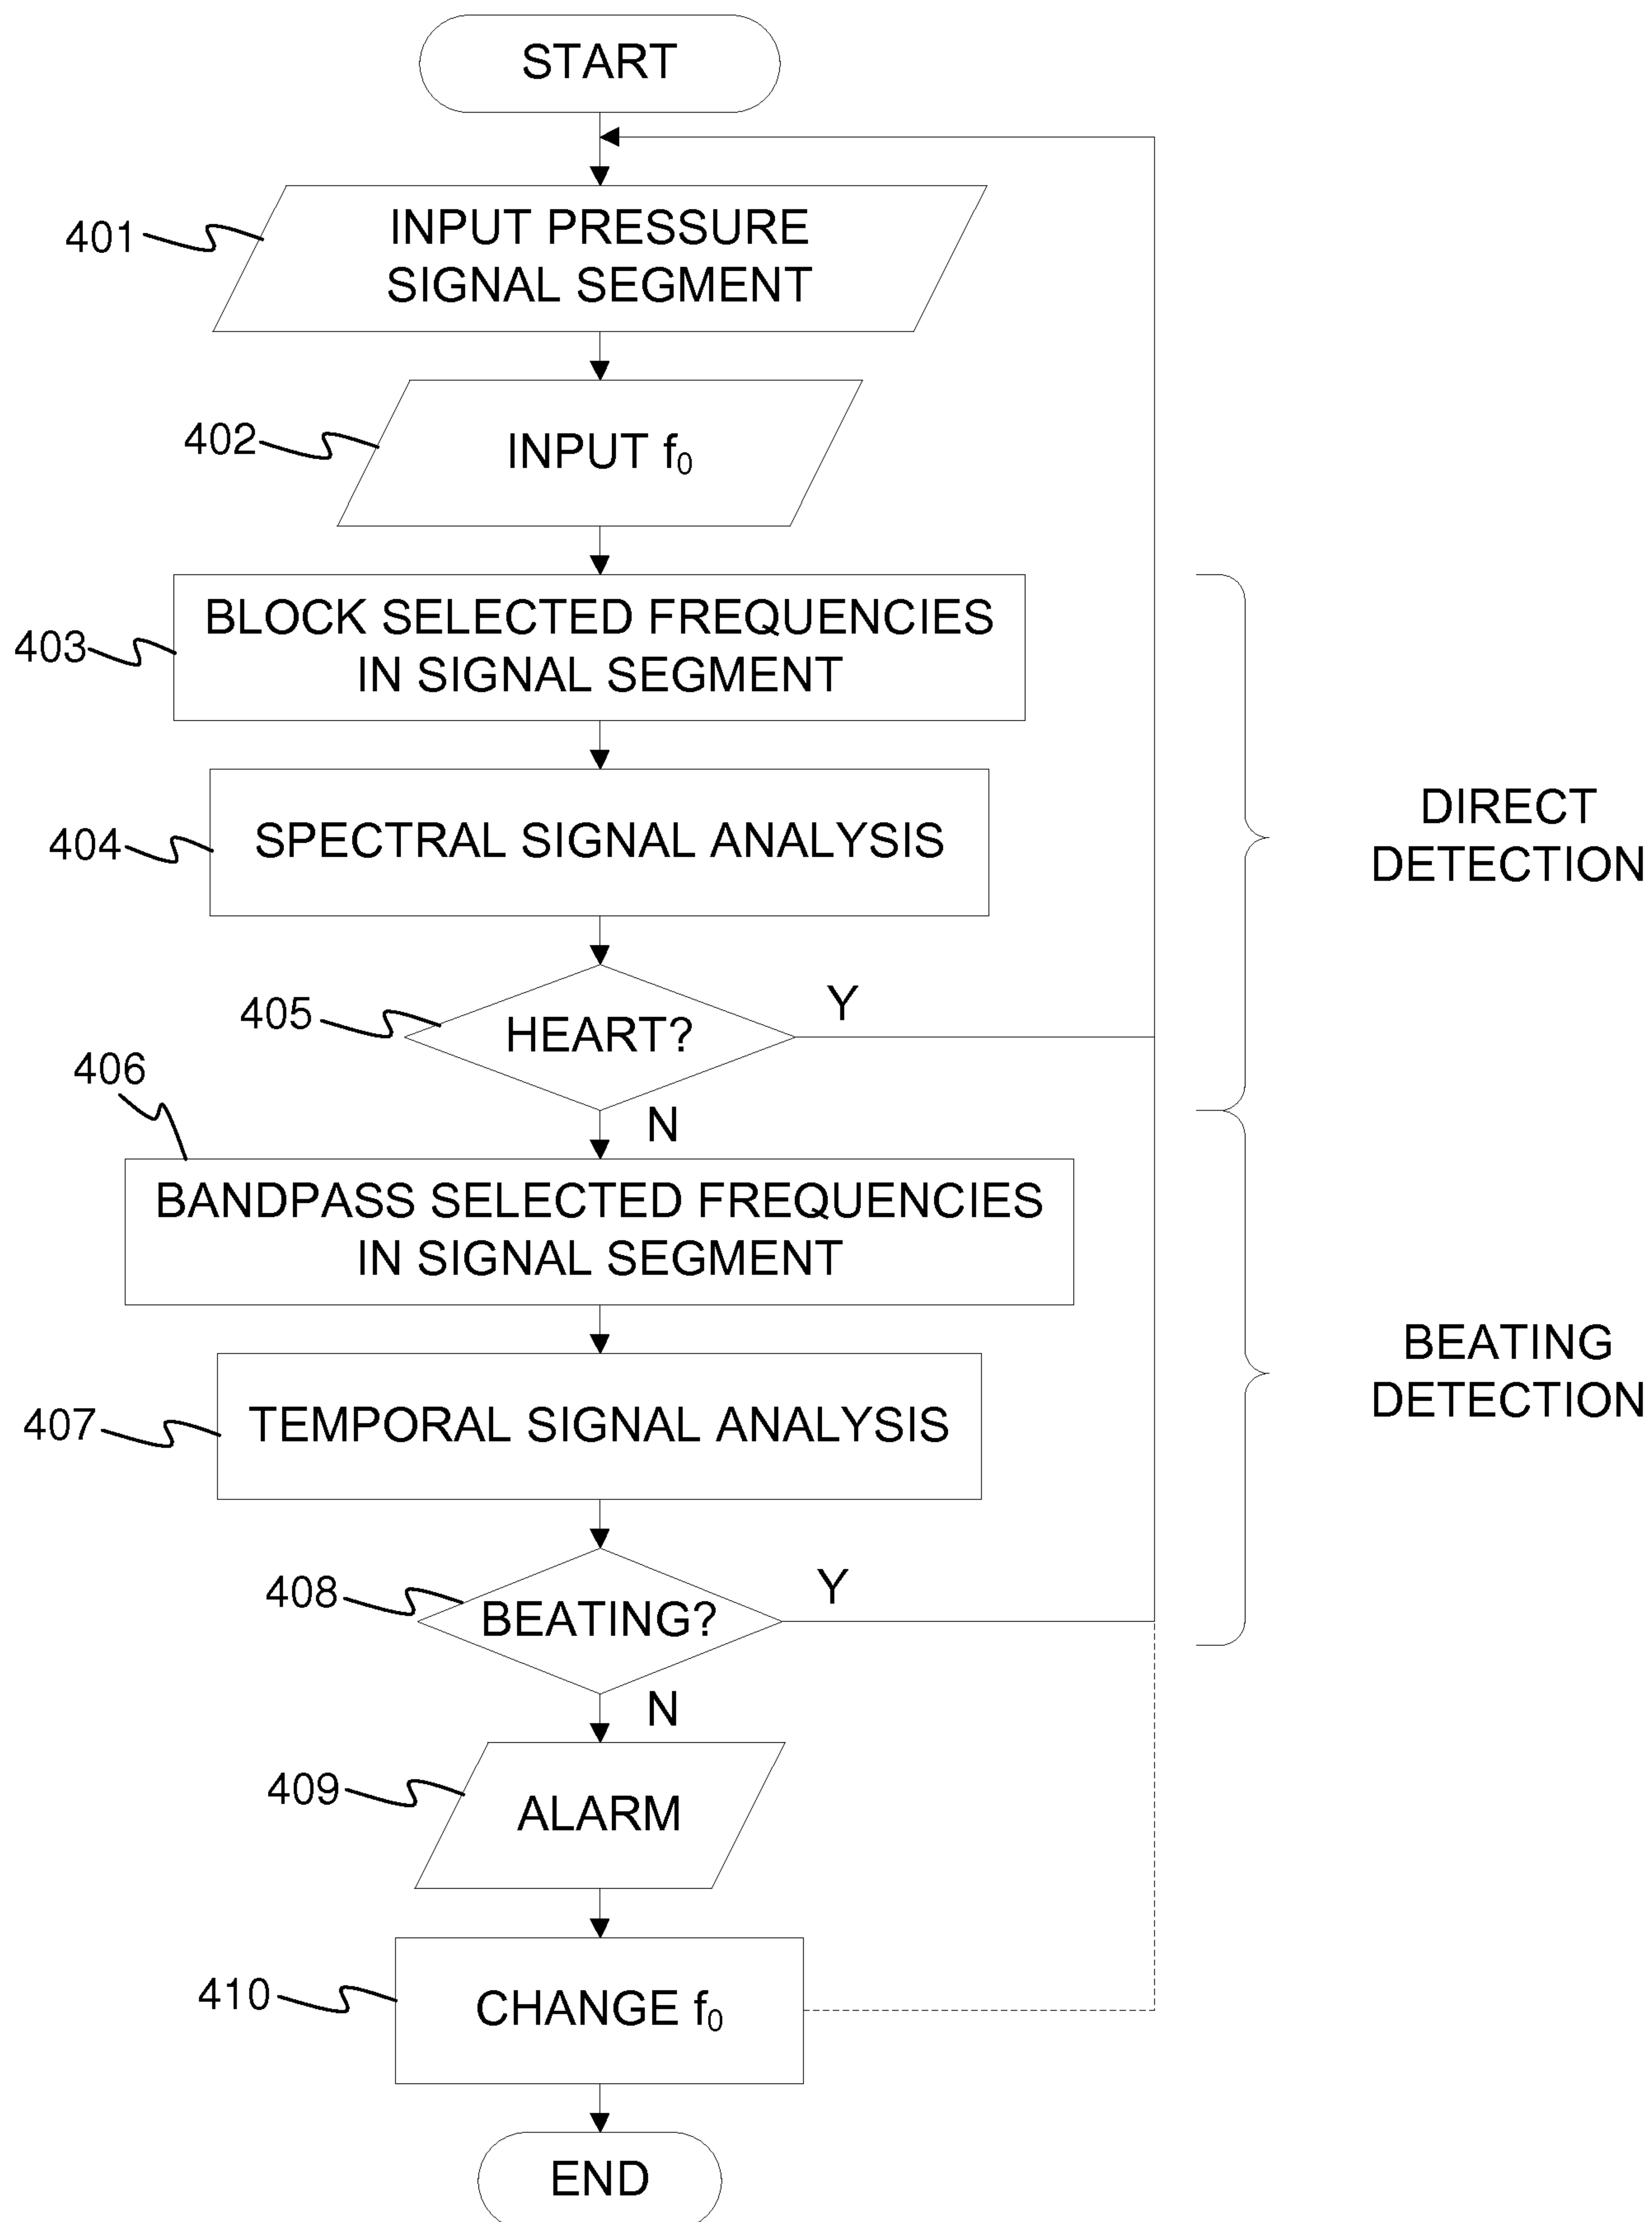 START
401
INPUT PRESSURE
SIGNAL SEGMENT
402
INPUT f₀
403
BLOCK SELECTED FREQUENCIES
IN SIGNAL SEGMENT
404
SPECTRAL SIGNAL ANALYSIS
DIRECT
DETECTION
405
HEART?
Y
N
406
BANDPASS SELECTED FREQUENCIES
IN SIGNAL SEGMENT
407
TEMPORAL SIGNAL ANALYSIS
BEATING
DETECTION
408
BEATING?
Y
N
409
ALARM
410
CHANGE f₀
END